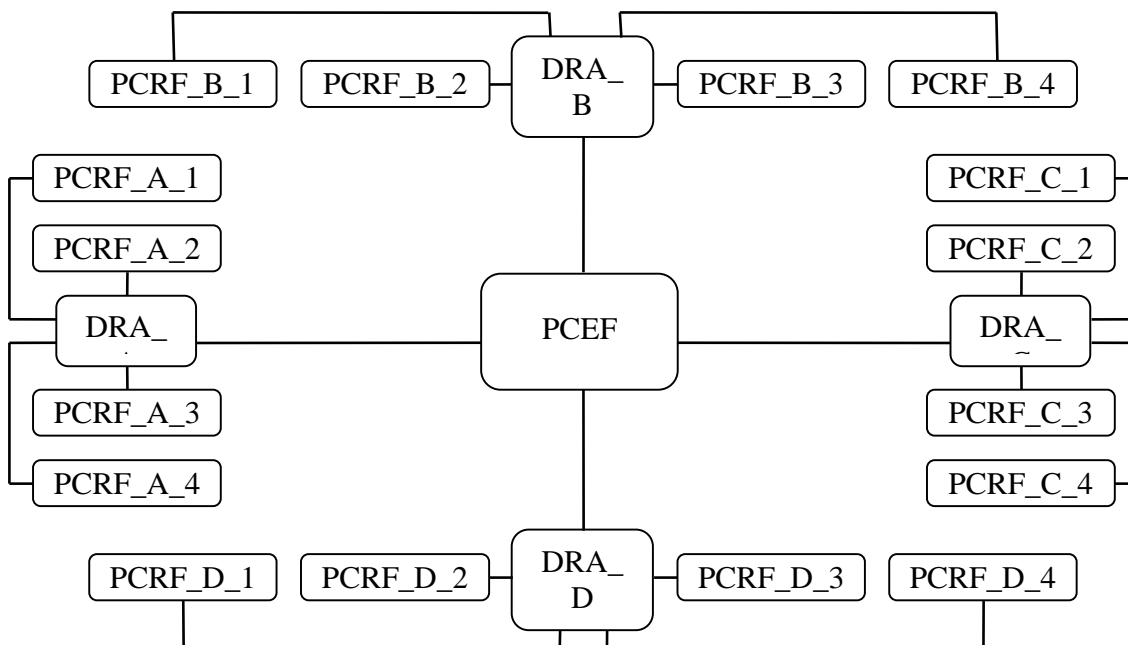 PCRF_B_1
PCRF_B_2
DRA_
B
PCRF_B_3
PCRF_B_4
PCRF_A_1
PCRF_C_1
PCRF_A_2
PCRF_C_2
DRA_
PCEF
DRA_
PCRF_A_3
PCRF_C_3
PCRF_A_4
PCRF_C_4
PCRF_D_1
PCRF_D_2
DRA_
D
PCRF_D_3
PCRF_D_4